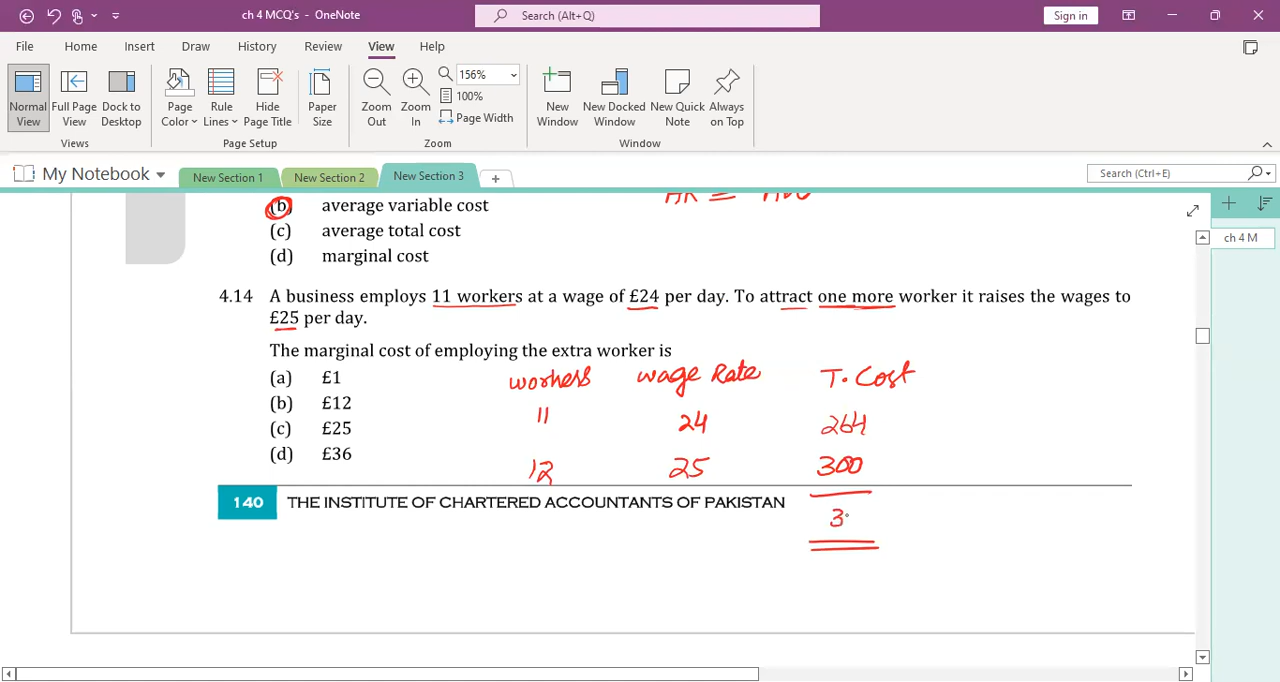 ch 4 MCQ's - OneNote
Search (Alt+Q)
Sign in
File Home Insert Draw History Review View Help
Normal View
Full Page View
Dock to Desktop
Views
Page Color
Rule Lines
Hide Page Title
Paper Size
Page Setup
Zoom Out
Zoom In
156%
100%
Page Width
Zoom
New Window
New Docked Window
New Quick Note
Always on Top
Window
My Notebook
New Section 1
New Section 2
New Section 3
Search (Ctrl+E)
ch 4 M
(b) average variable cost
(c) average total cost
(d) marginal cost
4.14 A business employs 11 workers at a wage of £24 per day. To attract one more worker it raises the wages to
£25 per day.
The marginal cost of employing the extra worker is
(a) £1
(b) £12
(c) £25
(d) £36
workers wage Rate T. Cost
11 24 264
12 25 300
3
140 THE INSTITUTE OF CHARTERED ACCOUNTANTS OF PAKISTAN